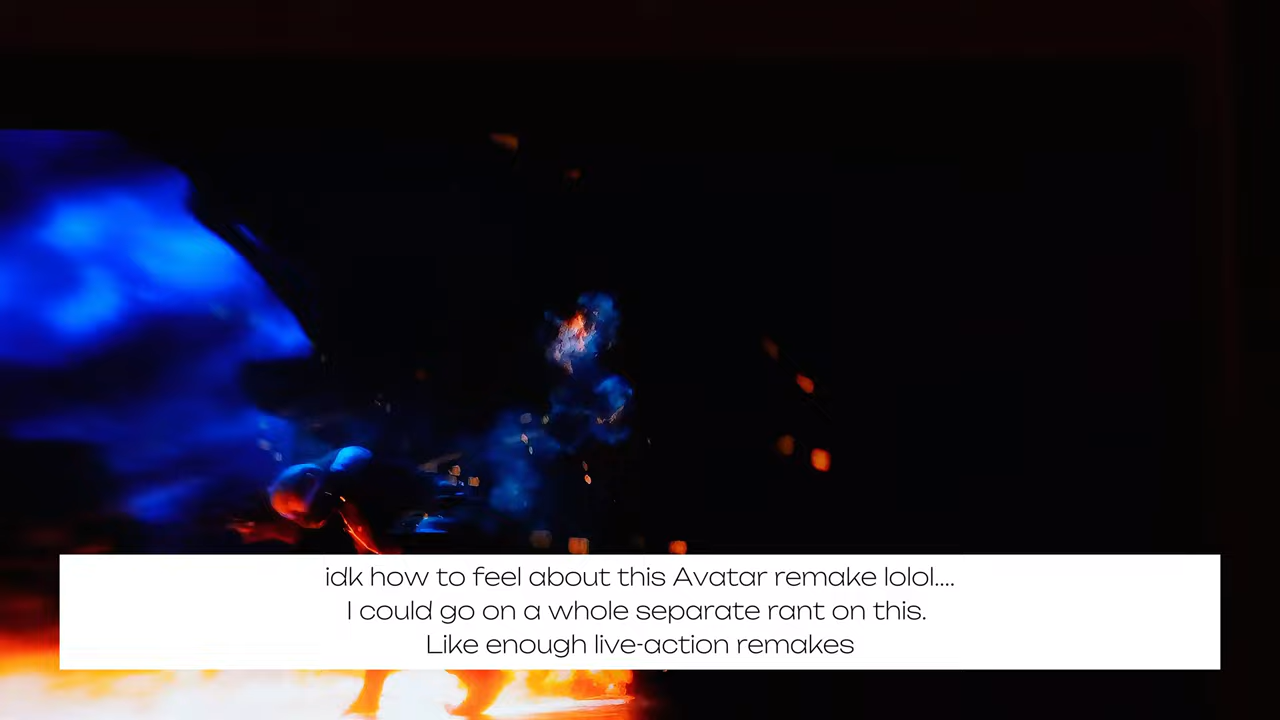 idk how to feel about this Avatar remake lolol....
I could go on a whole separate rant on this.
Like enough live-action remakes